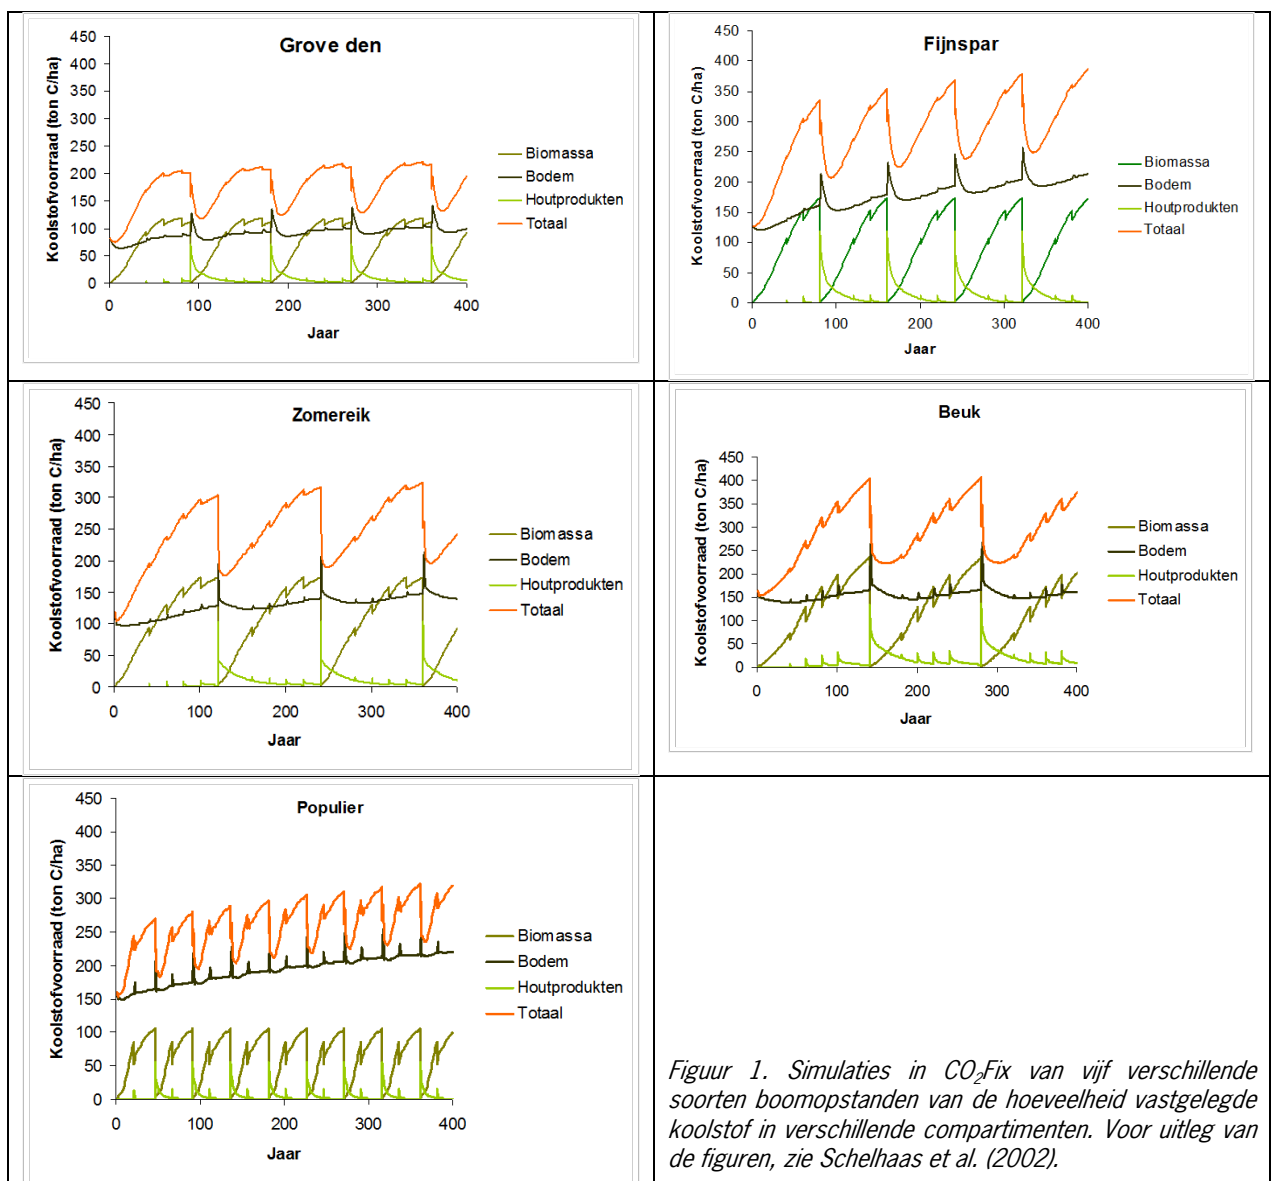 Grove den
Koolstofvoorraad (ton C/ha)
450
400
350
300
250
200
150
100
50
0
0 100 200 300 400
Jaar
Biomassa
Bodem
Houtprodukten
Totaal
Fijnspar
Koolstofvoorraad (ton C/ha)
450
400
350
300
250
200
150
100
50
0
0 100 200 300 400
Jaar
Biomassa
Bodem
Houtprodukten
Totaal
Zomereik
Koolstofvoorraad (ton C/ha)
450
400
350
300
250
200
150
100
50
0
0 100 200 300 400
Jaar
Biomassa
Bodem
Houtprodukten
Totaal
Beuk
Koolstofvoorraad (ton C/ha)
450
400
350
300
250
200
150
100
50
0
0 100 200 300 400
Jaar
Biomassa
Bodem
Houtprodukten
Totaal
Populier
Koolstofvoorraad (ton C/ha)
450
400
350
300
250
200
150
100
50
0
0 100 200 300 400
Jaar
Biomassa
Bodem
Houtprodukten
Totaal
Figuur 1. Simulaties in CO₂Fix van vijf verschillende
soorten boomopstanden van de hoeveelheid vastgelegde
koolstof in verschillende compartimenten. Voor uitleg van
de figuren, zie Schelhaas et al. (2002).